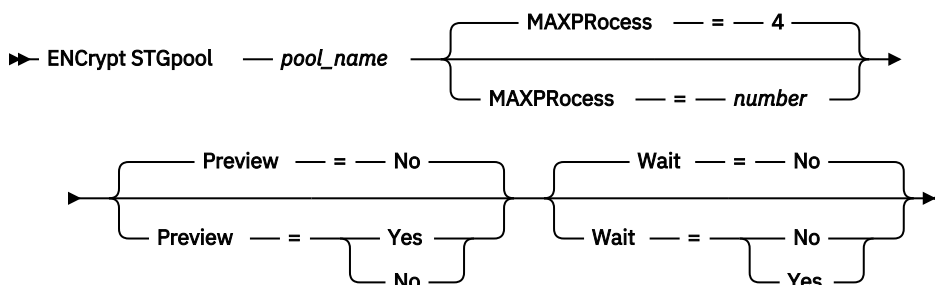 MAXPRocess = 4
ENCrypt STGpool pool_name
MAXPRocess = number
Preview = No Wait = No
Preview = Yes Wait = No
No Yes